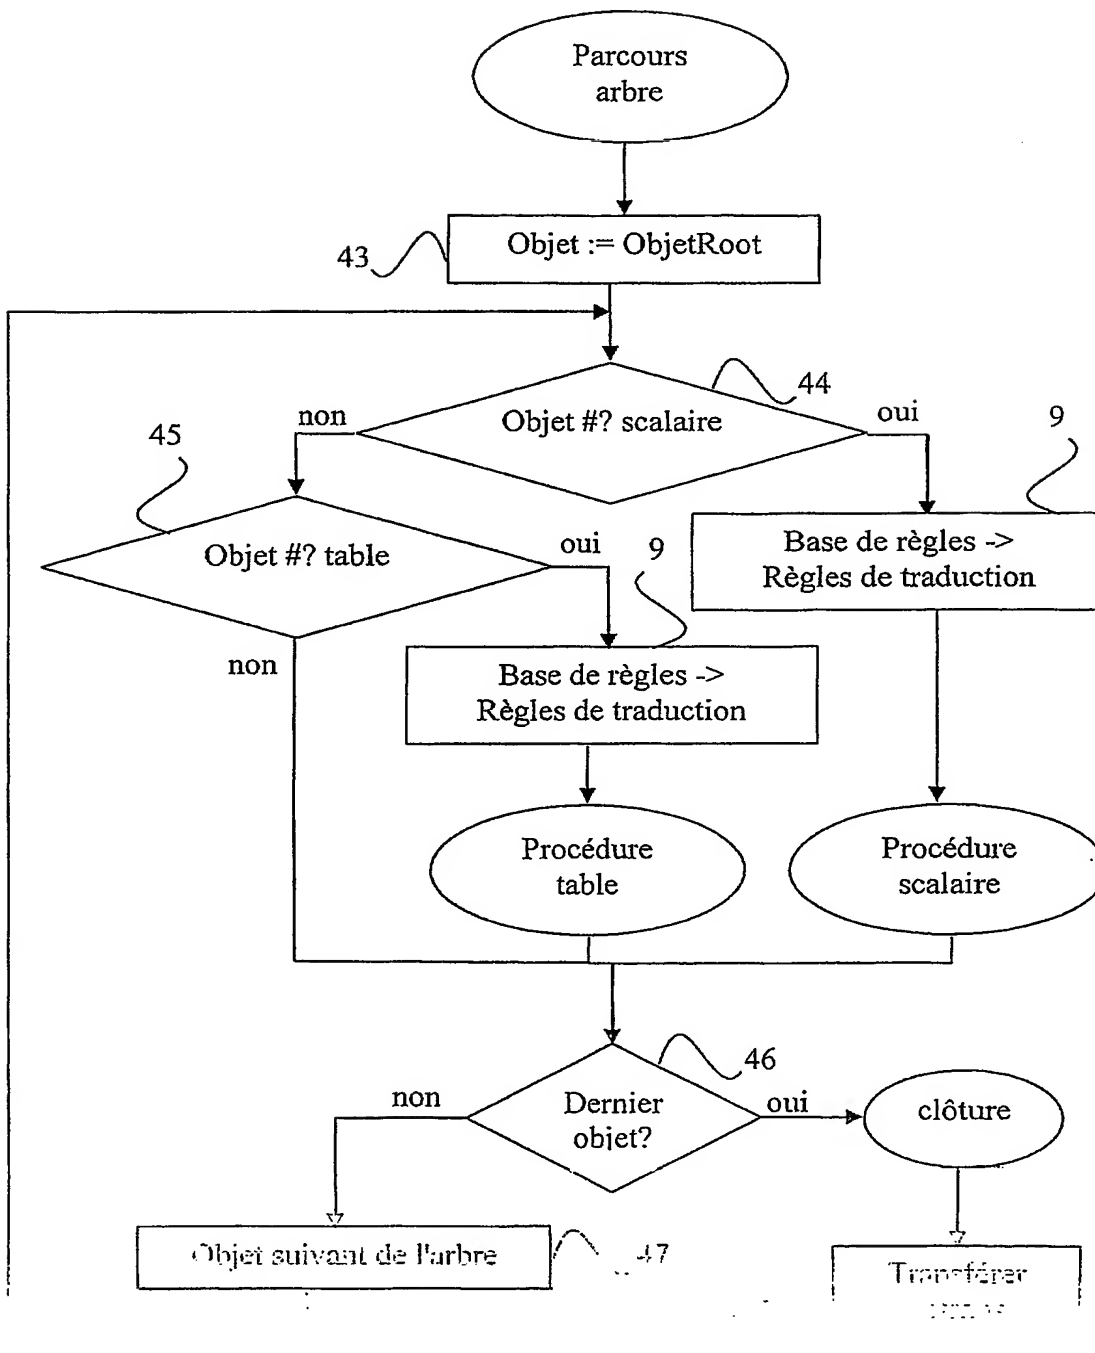 Parcours
arbre
Objet := ObjetRoot
43
44
Objet #? scalaire
non
oui
45
9
Objet #? table
oui
9
Base de règles ->
Règles de traduction
non
Base de règles ->
Règles de traduction
Procédure
table
Procédure
scalaire
46
non
Dernier
objet?
oui
clôture
Objet suivant de l'arbre
47
Transférer